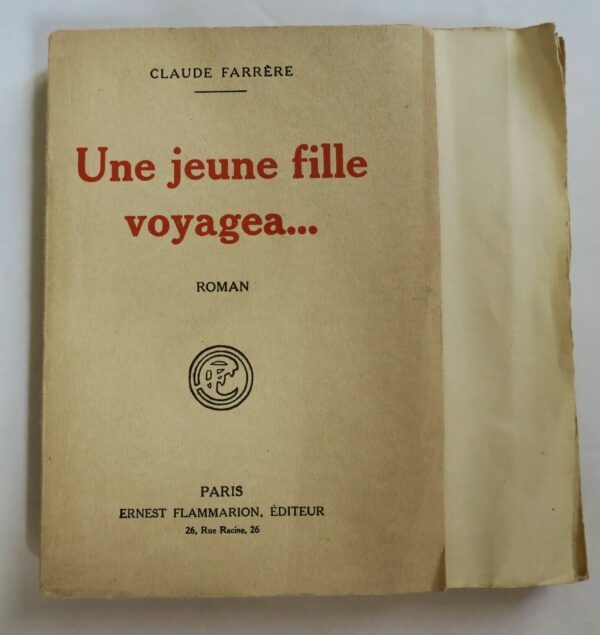 CLAUDE FARRÈRE
Une jeune fille
voyagea...
ROMAN
PARIS
ERNEST FLAMMARION, ÉDITEUR
26, Rue Racine, 26